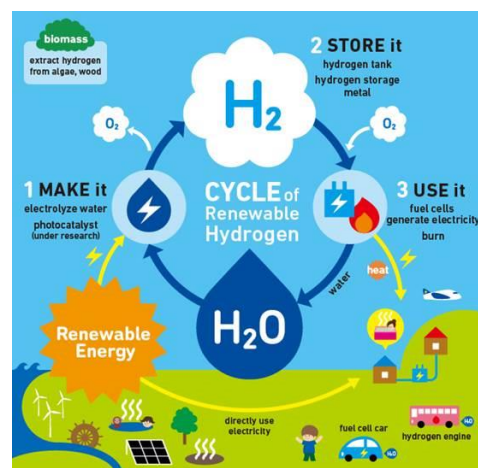 biomass
extract hydrogen
from algae, wood
2 STORE it
hydrogen tank
hydrogen storage
metal
H2
O2
O2
1 MAKE it
electrolyze water
photocatalyst
(under research)
CYCLE of
Renewable
Hydrogen
3 USE it
fuel cells
generate electricity
burn
water
heat
H2O
Renewable
Energy
directly use
electricity
fuel cell car
H2O
hydrogen engine
H2O